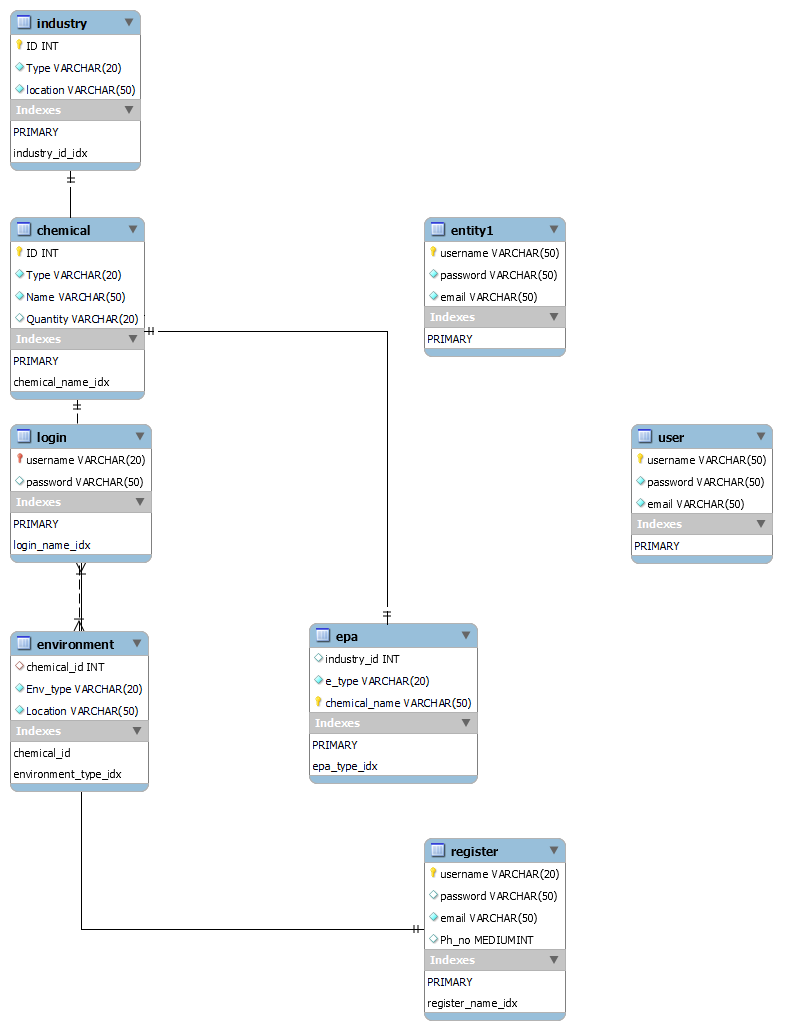 industry
ID INT
Type VARCHAR(20)
location VARCHAR(50)
Indexes
PRIMARY
industry_id_idx
chemical
ID INT
Type VARCHAR(20)
Name VARCHAR(50)
Quantity VARCHAR(20)
Indexes
PRIMARY
chemical_name_idx
entity1
username VARCHAR(50)
password VARCHAR(50)
email VARCHAR(50)
Indexes
PRIMARY
login
username VARCHAR(20)
password VARCHAR(50)
Indexes
PRIMARY
login_name_idx
user
username VARCHAR(50)
password VARCHAR(50)
email VARCHAR(50)
Indexes
PRIMARY
environment
chemical_id INT
Env_type VARCHAR(20)
Location VARCHAR(50)
Indexes
chemical_id
environment_type_idx
epa
industry_id INT
e_type VARCHAR(20)
chemical_name VARCHAR(50)
Indexes
PRIMARY
epa_type_idx
register
username VARCHAR(20)
password VARCHAR(50)
email VARCHAR(50)
Ph_no MEDIUMINT
Indexes
PRIMARY
register_name_idx